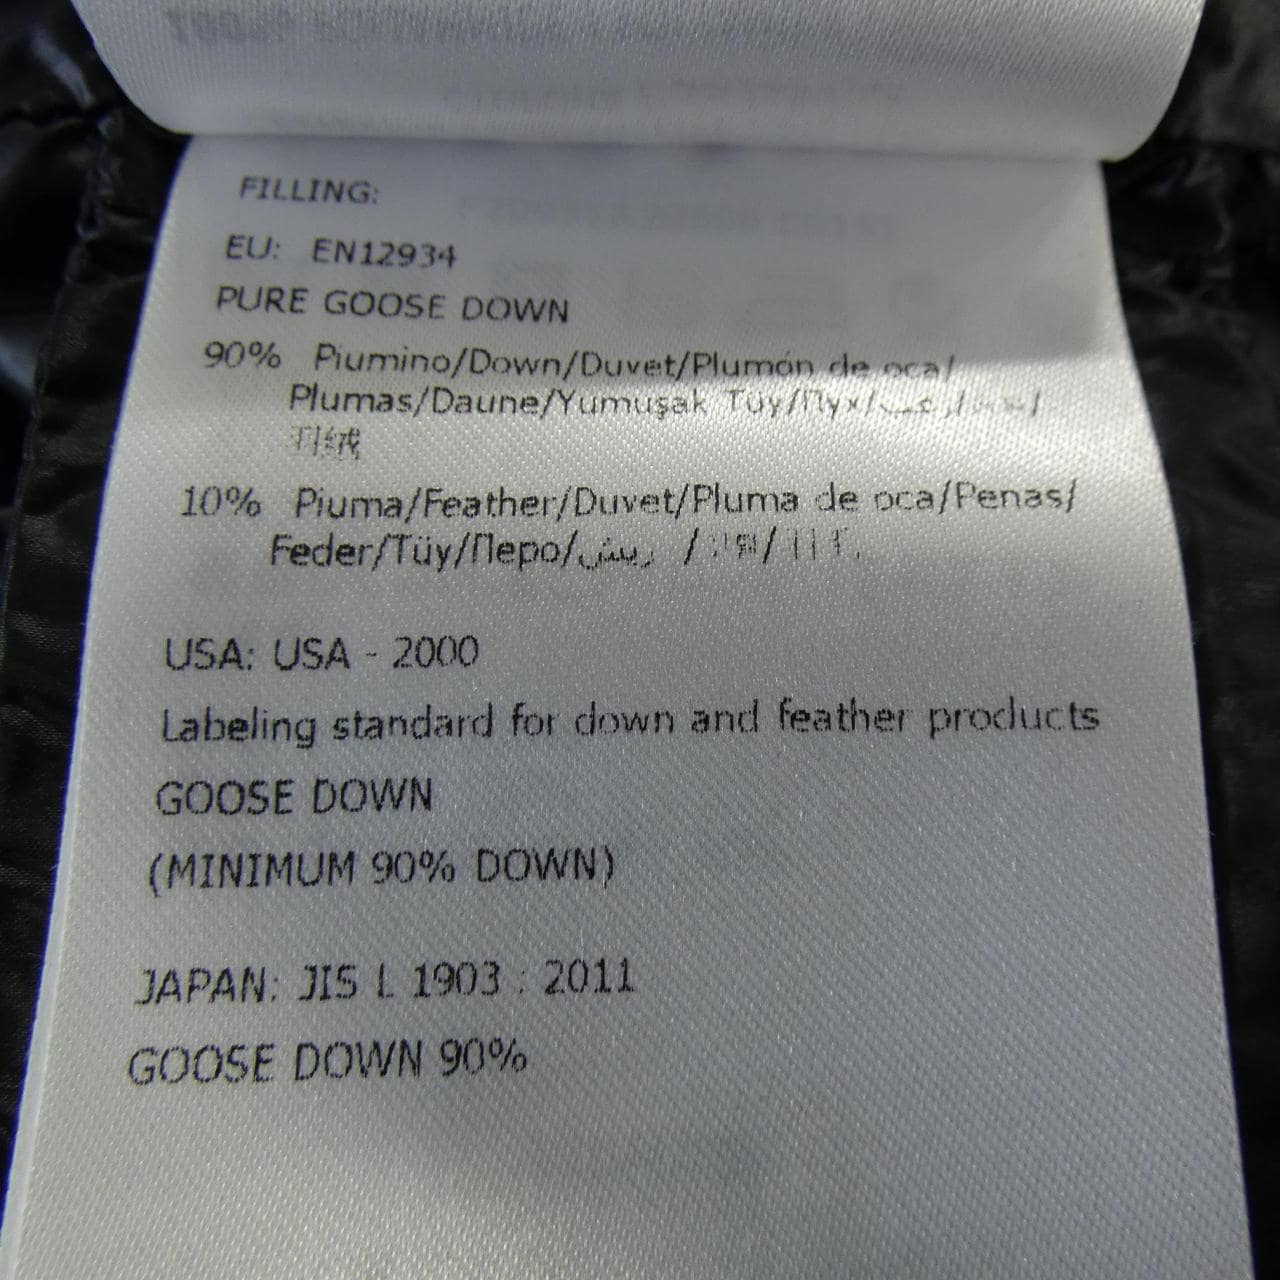 FILLING:
EU: EN12934
PURE GOOSE DOWN
90% Piumino/Down/Duvet/Plumón de oca/
Plumas/Daune/Yumuşak Tüy/Пух/
10% Piuma/Feather/Duvet/Pluma de oca/Penas/
Feder/Tüy/Перо/ریش /
USA: USA - 2000
Labeling standard for down and feather products
GOOSE DOWN
(MINIMUM 90% DOWN)
JAPAN: JIS L 1903 : 2011
GOOSE DOWN 90%